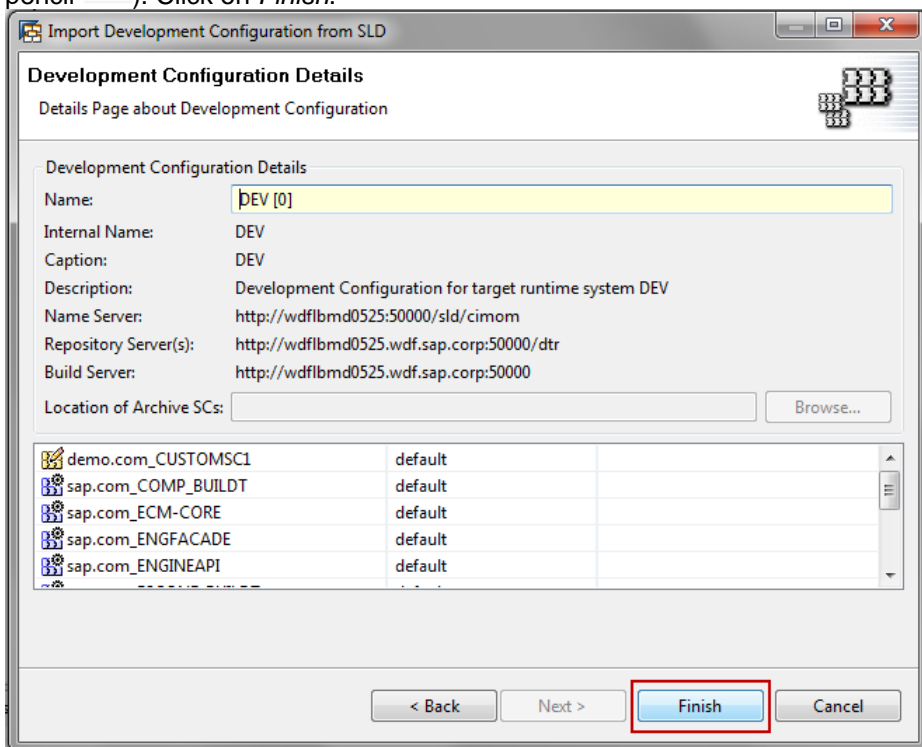 pencil ). Click on Finish.
Import Development Configuration from SLD
Development Configuration Details
Details Page about Development Configuration
Development Configuration Details
Name: DEV [0]
Internal Name: DEV
Caption: DEV
Description: Development Configuration for target runtime system DEV
Name Server: http://wdflbmd0525:50000/sld/cimom
Repository Server(s): http://wdflbmd0525.wdf.sap.corp:50000/dtr
Build Server: http://wdflbmd0525.wdf.sap.corp:50000
Location of Archive SCs: Browse...
demo.com_CUSTOMSC1 default
sap.com_COMP_BUILDT default
sap.com_ECM-CORE default
sap.com_ENGFACADE default
sap.com_ENGINEAPI default
< Back Next > Finish Cancel